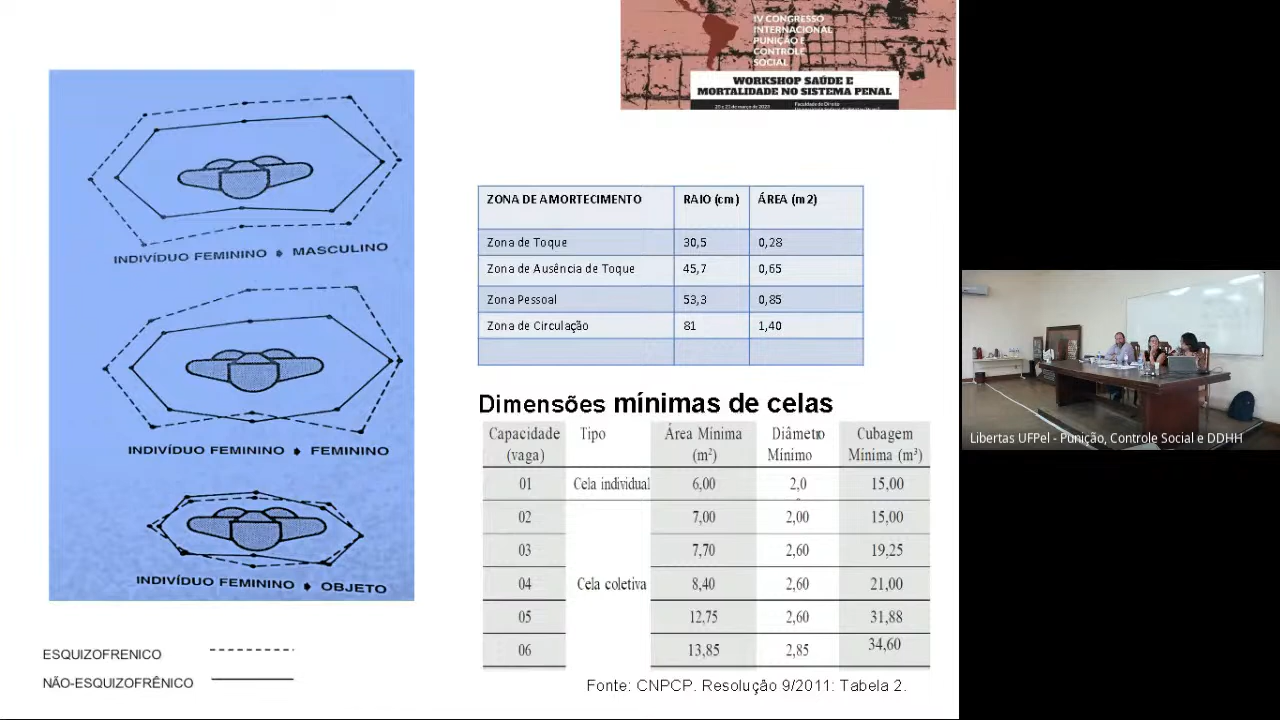 IV CONGRESSO
INTERNACIONAL
PUNIÇÃO E
CONTROLE
SOCIAL
WORKSHOP SAÚDE E
MORTALIDADE NO SISTEMA PENAL
INDIVÍDUO FEMININO MASCULINO
INDIVÍDUO FEMININO FEMININO
INDIVÍDUO FEMININO OBJETO
ESQUIZOFRENICO
NÃO-ESQUIZOFRÊNICO
ZONA DE AMORTECIMENTO RAIO (cm) ÁREA (m2)
Zona de Toque 30,5 0,28
Zona de Ausência de Toque 45,7 0,65
Zona Pessoal 53,3 0,85
Zona de Circulação 81 1,40
Dimensões mínimas de celas
Capacidade Tipo Área Mínima Diâmetro Cubagem
(vaga) (m²) Mínimo Mínima (m³)
01 Cela individual 6,00 2,0 15,00
02 7,00 2,00 15,00
03 7,70 2,60 19,25
04 Cela coletiva 8,40 2,60 21,00
05 12,75 2,60 31,88
06 13,85 2,85 34,60
Fonte: CNPCP. Resolução 9/2011: Tabela 2.
Libertas UFPel - Punição, Controle Social e DDHH